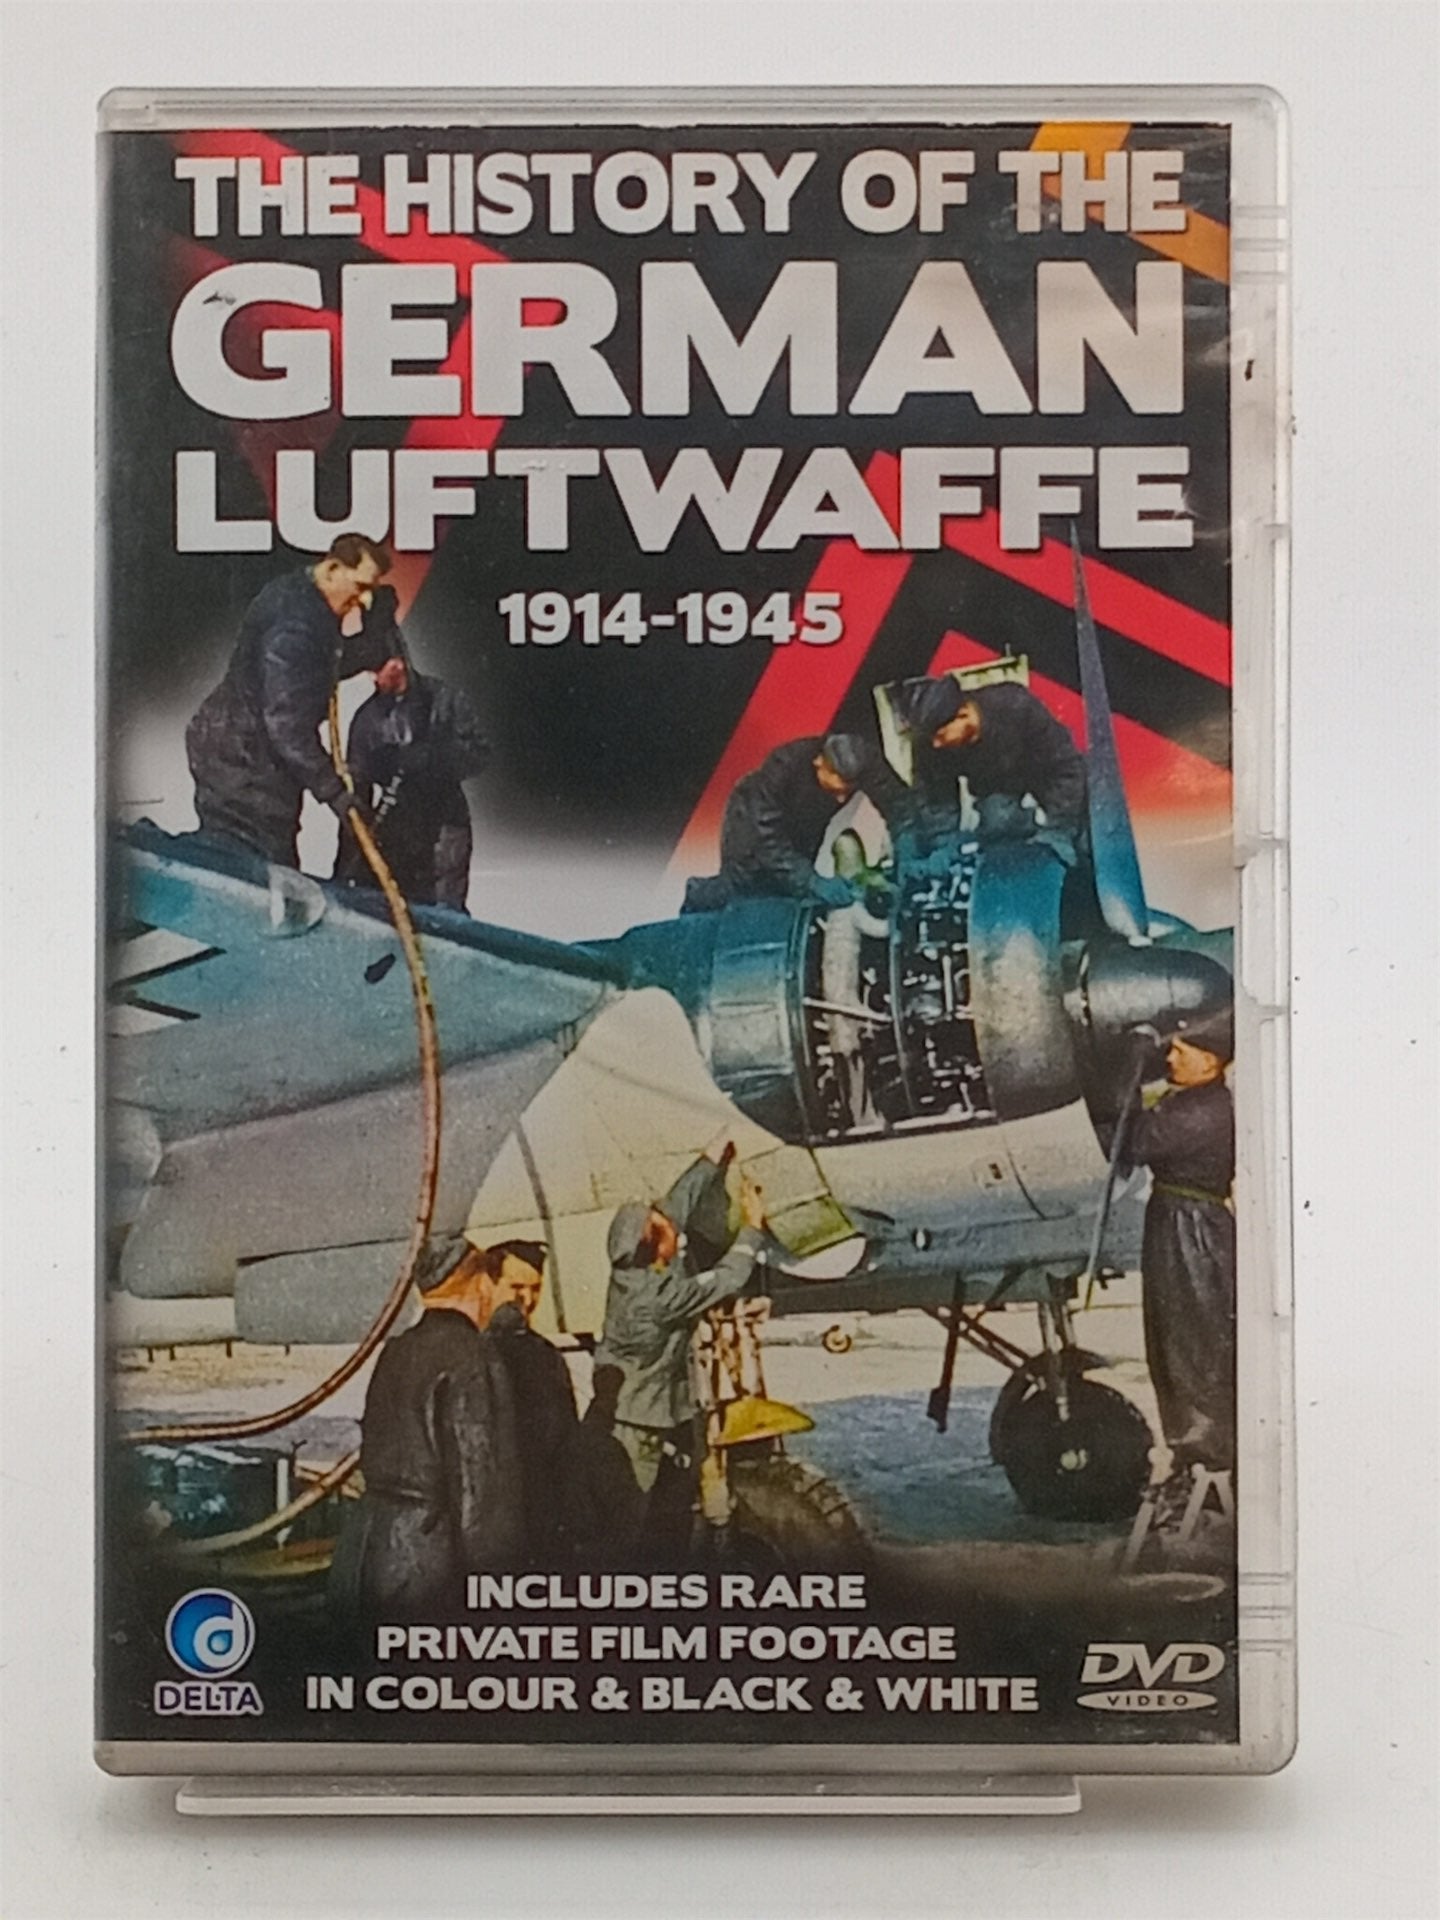 THE HISTORY OF THE
GERMAN
LUFTWAFFE
1914-1945
INCLUDES RARE
PRIVATE FILM FOOTAGE
IN COLOUR & BLACK & WHITE
d
DELTA
DVD
VIDEO